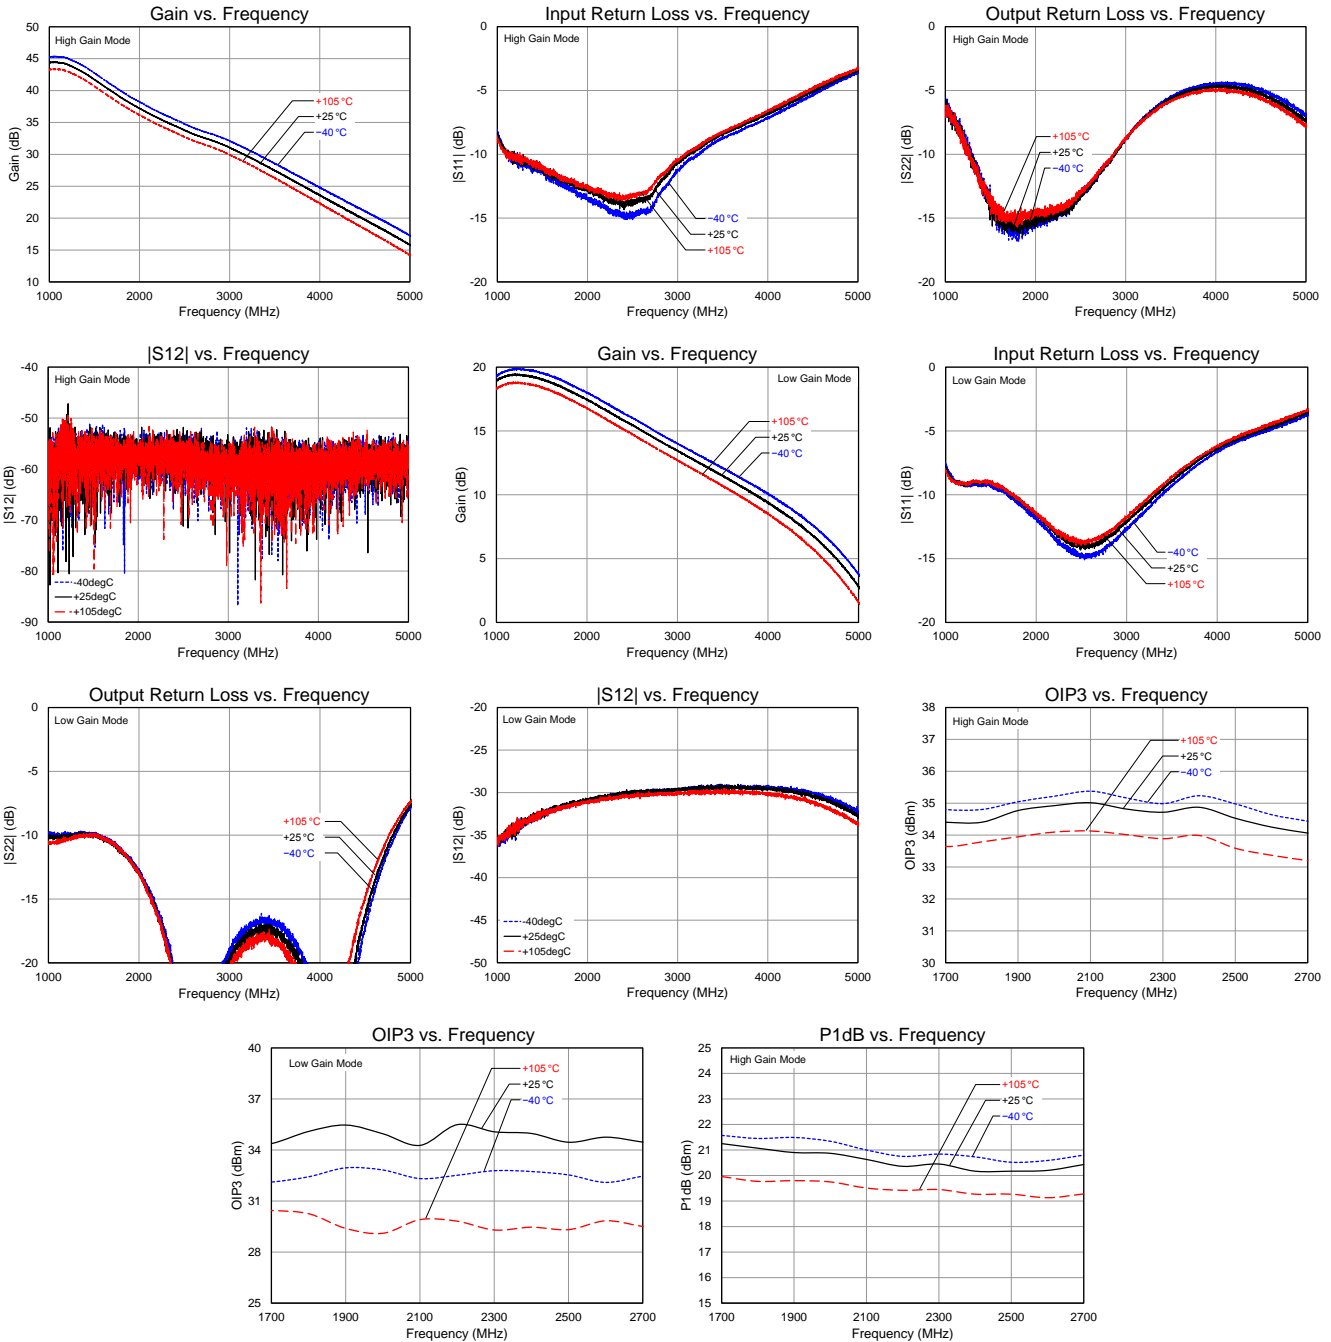 Gain vs. Frequency
High Gain Mode
Gain (dB)
50
45
40
35
30
25
20
15
10
+105 °C
+25 °C
−40 °C
1000 2000 3000 4000 5000
Frequency (MHz)
Input Return Loss vs. Frequency
High Gain Mode
|S11| (dB)
0
-5
-10
-15
-20
−40 °C
+25 °C
+105 °C
1000 2000 3000 4000 5000
Frequency (MHz)
Output Return Loss vs. Frequency
High Gain Mode
|S22| (dB)
0
-5
-10
-15
-20
+105 °C
+25 °C
−40 °C
1000 2000 3000 4000 5000
Frequency (MHz)
|S12| vs. Frequency
High Gain Mode
|S12| (dB)
-40
-50
-60
-70
-80
-90
-40degC
+25degC
+105degC
1000 2000 3000 4000 5000
Frequency (MHz)
Gain vs. Frequency
Low Gain Mode
Gain (dB)
20
15
10
5
0
+105 °C
+25 °C
−40 °C
1000 2000 3000 4000 5000
Frequency (MHz)
Input Return Loss vs. Frequency
Low Gain Mode
|S11| (dB)
0
-5
-10
-15
-20
−40 °C
+25 °C
+105 °C
1000 2000 3000 4000 5000
Frequency (MHz)
Output Return Loss vs. Frequency
Low Gain Mode
|S22| (dB)
0
-5
-10
-15
-20
+105 °C
+25 °C
−40 °C
1000 2000 3000 4000 5000
Frequency (MHz)
|S12| vs. Frequency
Low Gain Mode
|S12| (dB)
-20
-25
-30
-35
-40
-45
-50
-40degC
+25degC
+105degC
1000 2000 3000 4000 5000
Frequency (MHz)
OIP3 vs. Frequency
High Gain Mode
OIP3 (dBm)
38
37
36
35
34
33
32
31
30
+105 °C
+25 °C
−40 °C
1700 1900 2100 2300 2500 2700
Frequency (MHz)
OIP3 vs. Frequency
Low Gain Mode
OIP3 (dBm)
40
37
34
31
28
25
+105 °C
+25 °C
−40 °C
1700 1900 2100 2300 2500 2700
Frequency (MHz)
P1dB vs. Frequency
High Gain Mode
P1dB (dBm)
25
24
23
22
21
20
19
18
17
16
15
+105 °C
+25 °C
−40 °C
1700 1900 2100 2300 2500 2700
Frequency (MHz)